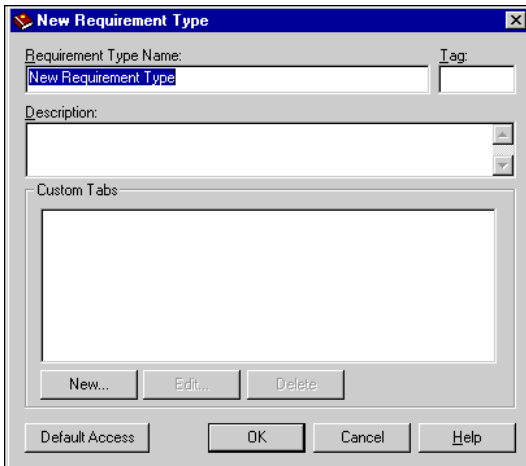 New Requirement Type
Requirement Type Name: Tag:
New Requirement Type
Description:
Custom Tabs
New... Edit... Delete
Default Access OK Cancel Help